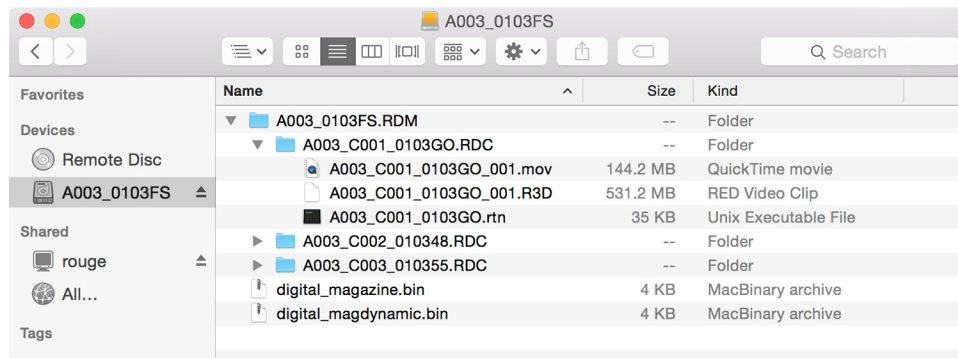 A003_0103FS
Search
Favorites
Devices
Remote Disc
A003_0103FS
Shared
rouge
All...
Tags
Name Size Kind
A003_0103FS.RDM -- Folder
A003_C001_0103GO.RDC -- Folder
A003_C001_0103GO_001.mov 144.2 MB QuickTime movie
A003_C001_0103GO_001.R3D 531.2 MB RED Video Clip
A003_C001_0103GO.rtn 35 KB Unix Executable File
A003_C002_010348.RDC -- Folder
A003_C003_010355.RDC -- Folder
digital_magazine.bin 4 KB MacBinary archive
digital_magdynamic.bin 4 KB MacBinary archive